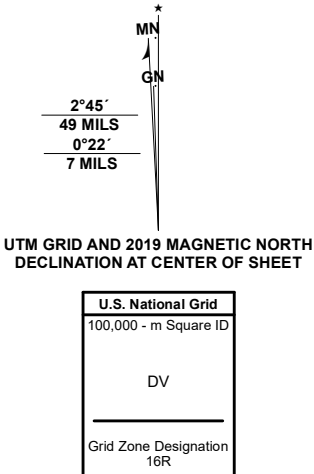 ★
MN
GN
2°45´
49 MILS
0°22´
7 MILS
UTM GRID AND 2019 MAGNETIC NORTH
DECLINATION AT CENTER OF SHEET
U.S. National Grid
100,000 - m Square ID
DV
Grid Zone Designation
16R